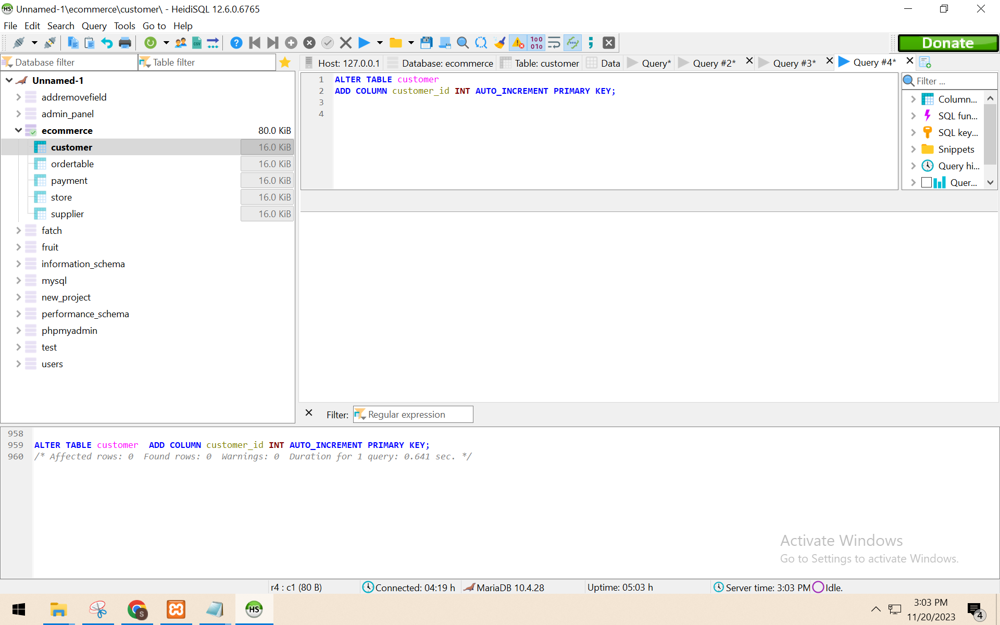 HS Unnamed-1\ecommerce\customer\ - HeidiSQL 12.6.0.6765
File Edit Search Query Tools Go to Help
Donate
Database filter
Table filter
Host: 127.0.0.1 Database: ecommerce Table: customer Data Query* Query #2* Query #3* Query #4*
Unnamed-1
addremovefield
admin_panel
ecommerce 80.0 KiB
customer 16.0 KiB
ordertable 16.0 KiB
payment 16.0 KiB
store 16.0 KiB
supplier 16.0 KiB
fatch
fruit
information_schema
mysql
new_project
performance_schema
phpmyadmin
test
users
1 ALTER TABLE customer
2 ADD COLUMN customer_id INT AUTO_INCREMENT PRIMARY KEY;
3
4
Filter ...
Column...
SQL fun...
SQL key...
Snippets
Query hi...
Quer...
Filter: Regular expression
958
959 ALTER TABLE customer  ADD COLUMN customer_id INT AUTO_INCREMENT PRIMARY KEY;
960 /* Affected rows: 0  Found rows: 0  Warnings: 0  Duration for 1 query: 0.641 sec. */
Activate Windows
Go to Settings to activate Windows.
r4 : c1 (80 B) Connected: 04:19 h MariaDB 10.4.28 Uptime: 05:03 h Server time: 3:03 PM Idle.
S HS
3:03 PM
11/20/2023
4